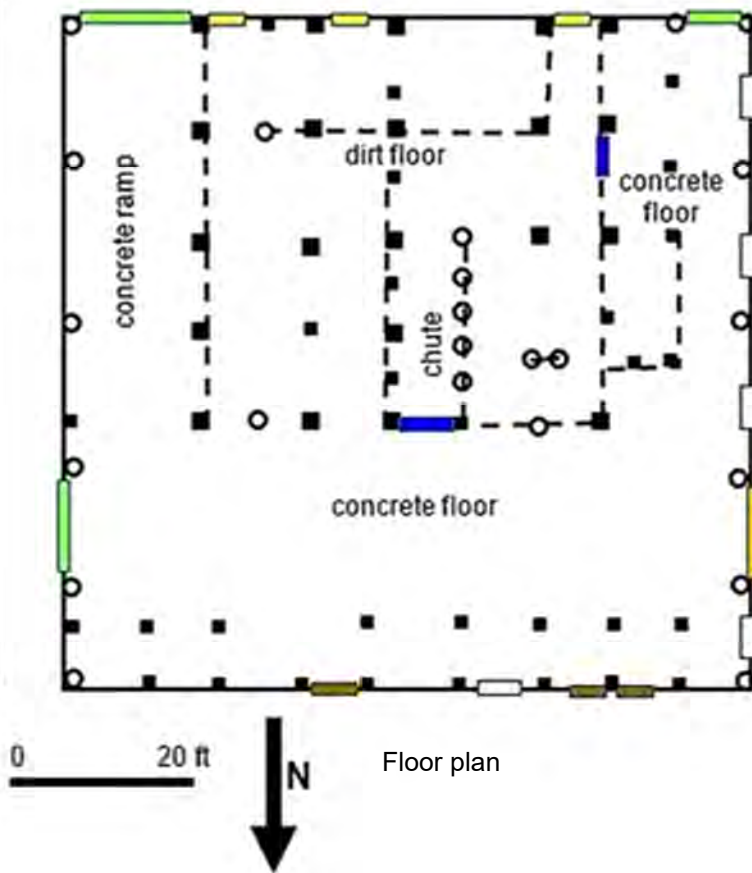 dirt floor
concrete
floor
concrete ramp
chute
concrete floor
0 20 ft
N
Floor plan